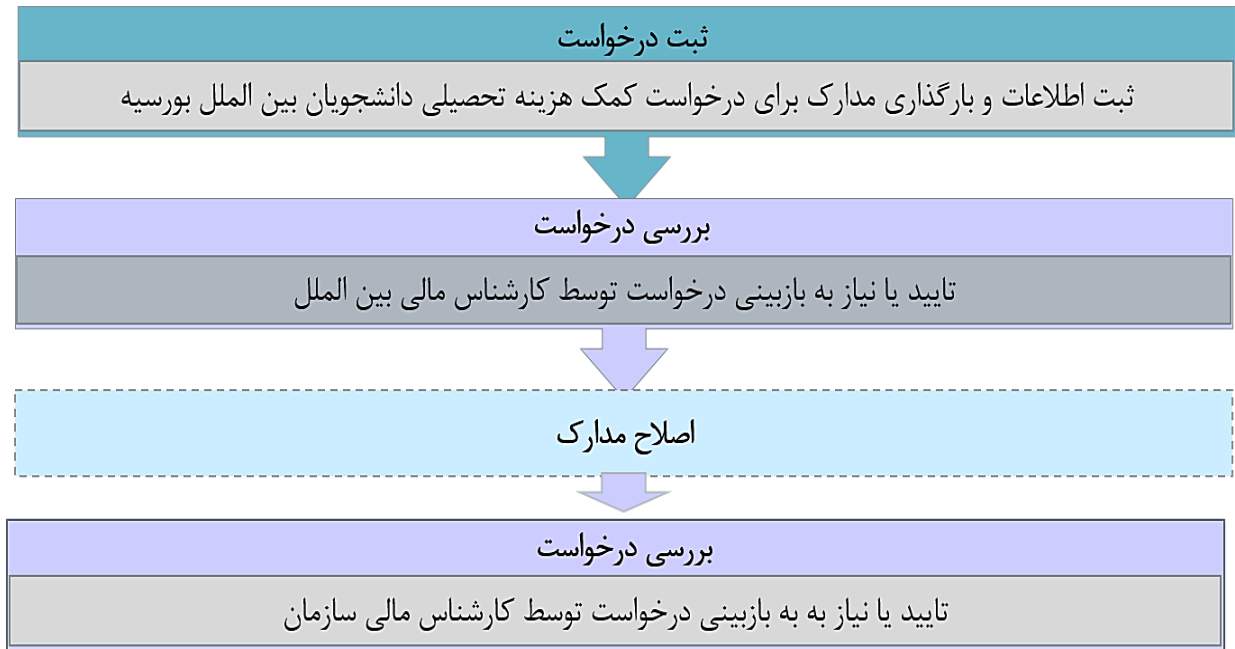 ثبت درخواست
ثبت اطلاعات و بارگذاری مدارک برای درخواست کمک هزینه تحصیلی دانشجویان بین الملل بورسیه
بررسی درخواست
تایید یا نیاز به بازبینی درخواست توسط کارشناس مالی بین الملل
اصلاح مدارک
بررسی درخواست
تایید یا نیاز به به بازبینی درخواست توسط کارشناس مالی سازمان